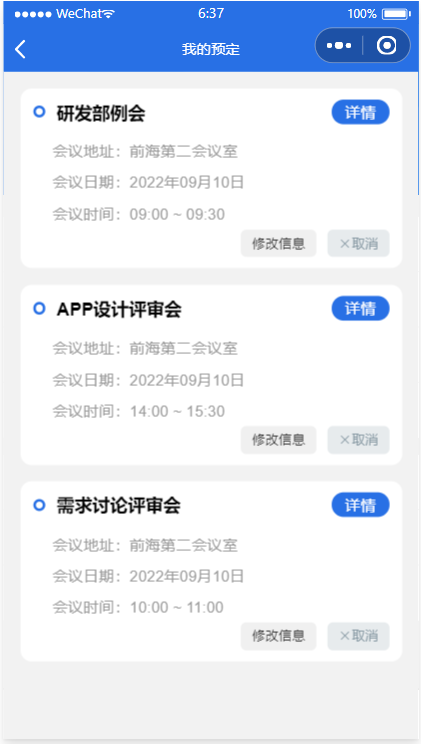 WeChat 6:37 100%
我的预定
研发部例会 详情
会议地址：前海第二会议室
会议日期：2022年09月10日
会议时间：09:00 ~ 09:30
修改信息 ×取消
APP设计评审会 详情
会议地址：前海第二会议室
会议日期：2022年09月10日
会议时间：14:00 ~ 15:30
修改信息 ×取消
需求讨论评审会 详情
会议地址：前海第二会议室
会议日期：2022年09月10日
会议时间：10:00 ~ 11:00
修改信息 ×取消